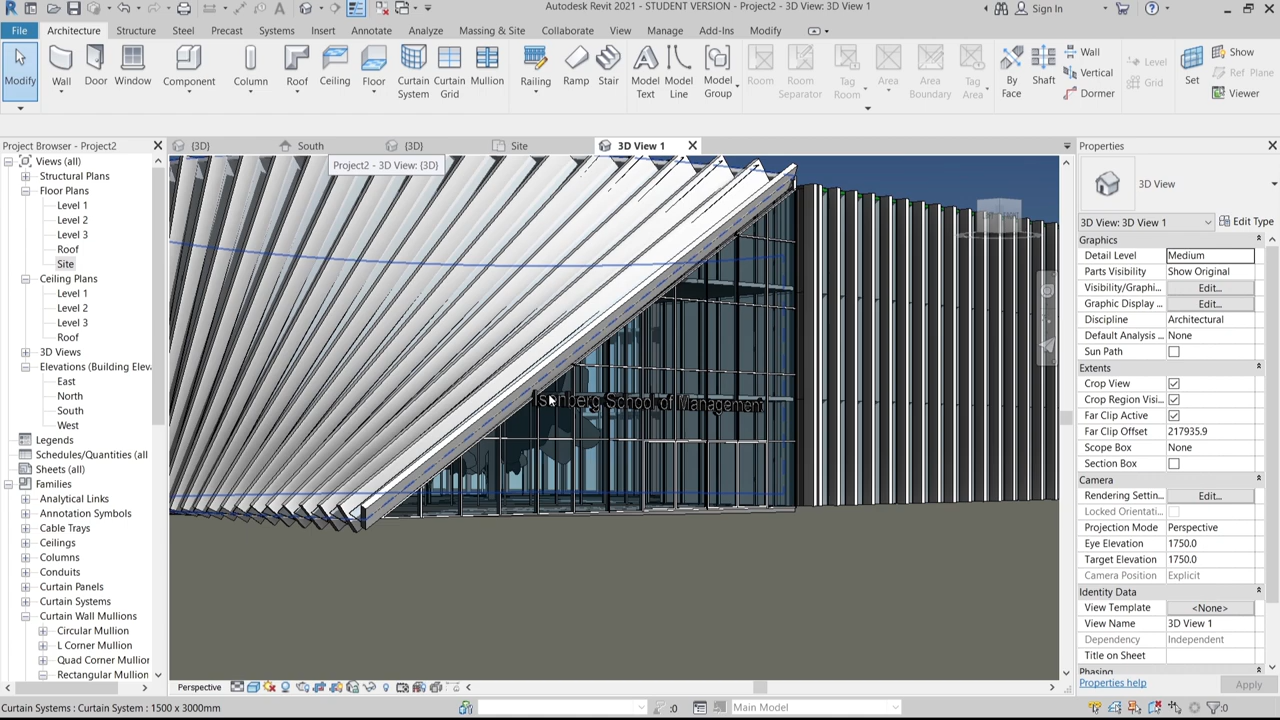 Autodesk Revit 2021 - STUDENT VERSION - Project2 - 3D View: 3D View 1
Sign In
File Architecture Structure Steel Precast Systems Insert Annotate Analyze Massing & Site Collaborate View Manage Add-Ins Modify
Modify Wall Door Window Component Column Roof Ceiling Floor Curtain System Curtain Grid Mullion Railing Ramp Stair Model Text Model Line Model Group Room Room Separator Tag Room Area Area Boundary Tag Area By Face Shaft Wall Vertical Dormer Level Grid Set Show Ref Plane Viewer
Project Browser - Project2
{3D} South {3D} Site 3D View 1
Project2 - 3D View: {3D}
Views (all)
Structural Plans
Floor Plans
Level 1
Level 2
Level 3
Roof
Site
Ceiling Plans
Level 1
Level 2
Level 3
Roof
3D Views
Elevations (Building Eleva
East
North
South
West
Legends
Schedules/Quantities (all
Sheets (all)
Families
Analytical Links
Annotation Symbols
Cable Trays
Ceilings
Columns
Conduits
Curtain Panels
Curtain Systems
Curtain Wall Mullions
Circular Mullion
L Corner Mullion
Quad Corner Mullion
Rectangular Mullion
Isenberg School of Management
Properties
3D View
3D View: 3D View 1 Edit Type
Graphics
Detail Level Medium
Parts Visibility Show Original
Visibility/Graphi... Edit...
Graphic Display ... Edit...
Discipline Architectural
Default Analysis ... None
Sun Path
Extents
Crop View
Crop Region Visi...
Far Clip Active
Far Clip Offset 217935.9
Scope Box None
Section Box
Camera
Rendering Settin... Edit...
Locked Orientati...
Projection Mode Perspective
Eye Elevation 1750.0
Target Elevation 1750.0
Camera Position Explicit
Identity Data
View Template <None>
View Name 3D View 1
Dependency Independent
Title on Sheet
Phasing
Properties help Apply
Perspective
Curtain Systems : Curtain System : 1500 x 3000mm :0 Main Model :0